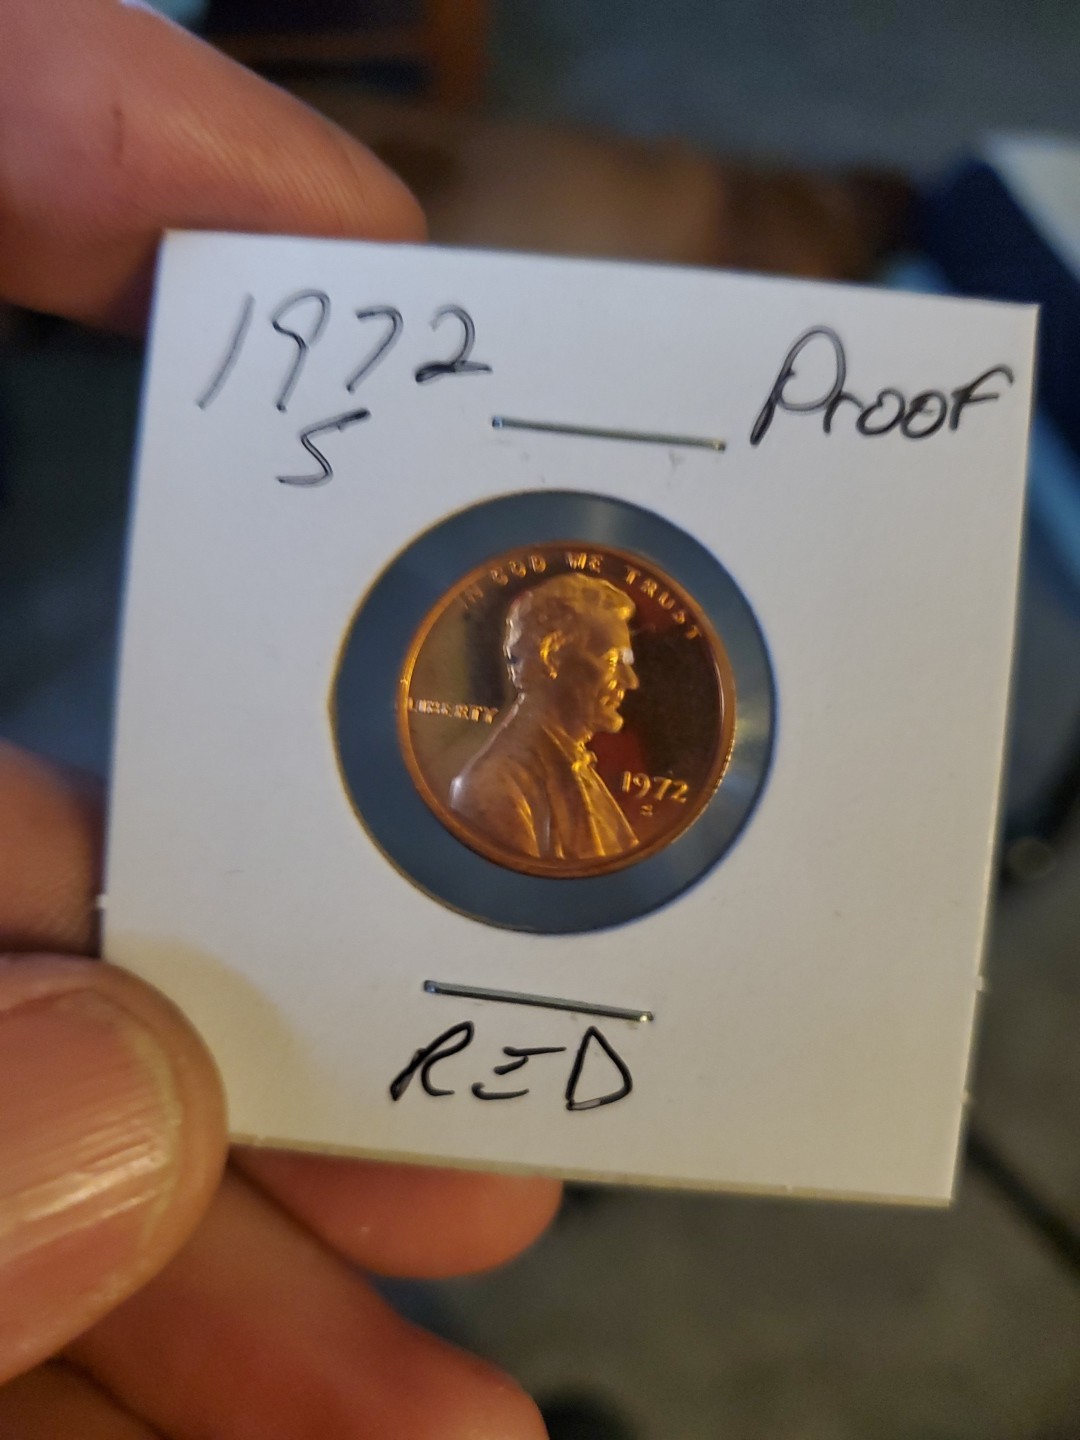 1972
S
Proof
IN GOD WE TRUST
LIBERTY
1972
S
RED